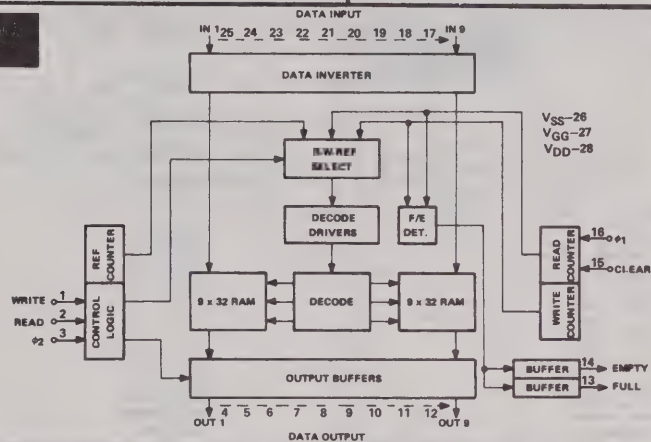 DATA INPUT
IN 1 25 24 23 22 21 20 19 18 17 IN 9
DATA INVERTER
VSS-26
VGG-27
VDD-28
R-W-REF
SELECT
DECODE
DRIVERS
F/E
DET.
REF
COUNTER
CONTROL
LOGIC
WRITE 1
READ 2
φ2 3
READ
COUNTER
WRITE
COUNTER
16 φ1
15 CLEAR
9 x 32 RAM
DECODE
9 x 32 RAM
OUTPUT BUFFERS
BUFFER 14 EMPTY
BUFFER 13 FULL
OUT 1 4 5 6 7 8 9 10 11 12 OUT 9
DATA OUTPUT